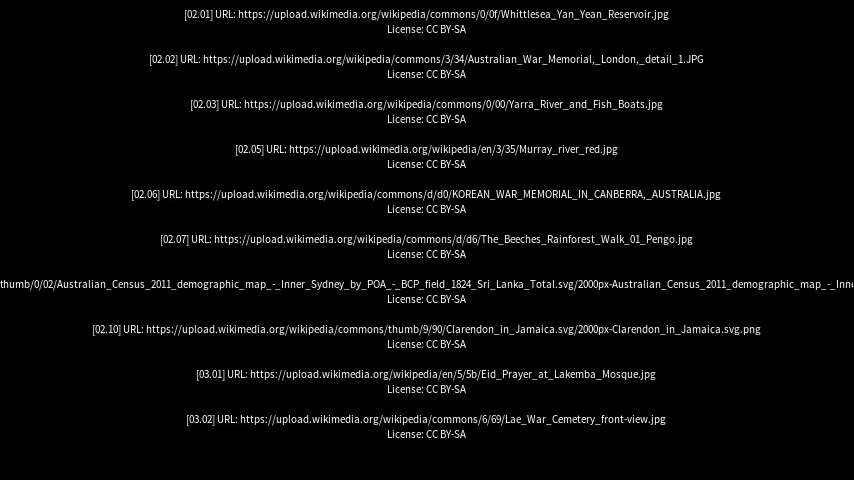 [02.01] URL: https://upload.wikimedia.org/wikipedia/commons/0/0f/Whittlesea_Yan_Yean_Reservoir.jpg
License: CC BY-SA
[02.02] URL: https://upload.wikimedia.org/wikipedia/commons/3/34/Australian_War_Memorial,_London,_detail_1.JPG
License: CC BY-SA
[02.03] URL: https://upload.wikimedia.org/wikipedia/commons/0/00/Yarra_River_and_Fish_Boats.jpg
License: CC BY-SA
[02.05] URL: https://upload.wikimedia.org/wikipedia/en/3/35/Murray_river_red.jpg
License: CC BY-SA
[02.06] URL: https://upload.wikimedia.org/wikipedia/commons/d/d0/KOREAN_WAR_MEMORIAL_IN_CANBERRA,_AUSTRALIA.jpg
License: CC BY-SA
[02.07] URL: https://upload.wikimedia.org/wikipedia/commons/d/d6/The_Beeches_Rainforest_Walk_01_Pengo.jpg
License: CC BY-SA
thumb/0/02/Australian_Census_2011_demographic_map_-_Inner_Sydney_by_POA_-_BCP_field_1824_Sri_Lanka_Total.svg/2000px-Australian_Census_2011_demographic_map_-_Inne
License: CC BY-SA
[02.10] URL: https://upload.wikimedia.org/wikipedia/commons/thumb/9/90/Clarendon_in_Jamaica.svg/2000px-Clarendon_in_Jamaica.svg.png
License: CC BY-SA
[03.01] URL: https://upload.wikimedia.org/wikipedia/en/5/5b/Eid_Prayer_at_Lakemba_Mosque.jpg
License: CC BY-SA
[03.02] URL: https://upload.wikimedia.org/wikipedia/commons/6/69/Lae_War_Cemetery_front-view.jpg
License: CC BY-SA